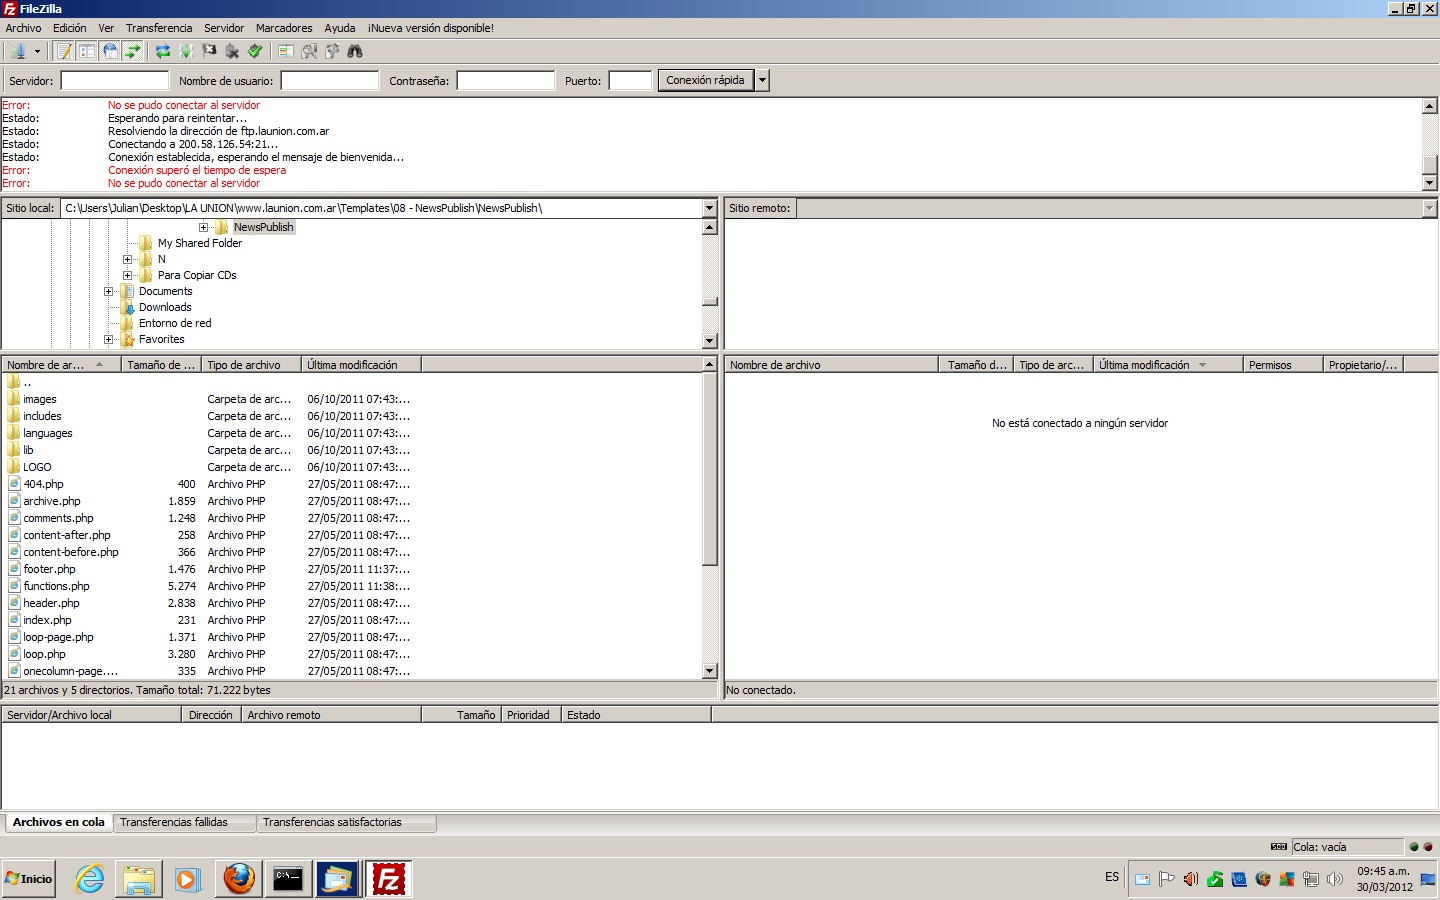 FileZilla
Archivo Edición Ver Transferencia Servidor Marcadores Ayuda ¡Nueva versión disponible!
Servidor: Nombre de usuario: Contraseña: Puerto: Conexión rápida
Error: No se pudo conectar al servidor
Estado: Esperando para reintentar...
Estado: Resolviendo la dirección de ftp.launion.com.ar
Estado: Conectando a 200.58.126.54:21...
Estado: Conexión establecida, esperando el mensaje de bienvenida...
Error: Conexión superó el tiempo de espera
Error: No se pudo conectar al servidor
Sitio local: C:\Users\Julian\Desktop\LA UNION\www.launion.com.ar\Templates\08 - NewsPublish\NewsPublish\
Sitio remoto:
NewsPublish
My Shared Folder
N
Para Copiar CDs
Documents
Downloads
Entorno de red
Favorites
Nombre de ar... Tamaño de ... Tipo de archivo Última modificación
..
images Carpeta de arc... 06/10/2011 07:43:...
includes Carpeta de arc... 06/10/2011 07:43:...
languages Carpeta de arc... 06/10/2011 07:43:...
lib Carpeta de arc... 06/10/2011 07:43:...
LOGO Carpeta de arc... 06/10/2011 07:43:...
404.php 400 Archivo PHP 27/05/2011 08:47:...
archive.php 1.859 Archivo PHP 27/05/2011 08:47:...
comments.php 1.248 Archivo PHP 27/05/2011 08:47:...
content-after.php 258 Archivo PHP 27/05/2011 08:47:...
content-before.php 366 Archivo PHP 27/05/2011 08:47:...
footer.php 1.476 Archivo PHP 27/05/2011 11:37:...
functions.php 5.274 Archivo PHP 27/05/2011 11:38:...
header.php 2.838 Archivo PHP 27/05/2011 08:47:...
index.php 231 Archivo PHP 27/05/2011 08:47:...
loop-page.php 1.371 Archivo PHP 27/05/2011 08:47:...
loop.php 3.280 Archivo PHP 27/05/2011 08:47:...
onecolumn-page.... 335 Archivo PHP 27/05/2011 08:47:...
21 archivos y 5 directorios. Tamaño total: 71.222 bytes
Nombre de archivo Tamaño d... Tipo de arc... Última modificación Permisos Propietario/...
No está conectado a ningún servidor
No conectado.
Servidor/Archivo local Dirección Archivo remoto Tamaño Prioridad Estado
Archivos en cola Transferencias fallidas Transferencias satisfactorias
Cola: vacía
Inicio
ES
09:45 a.m.
30/03/2012